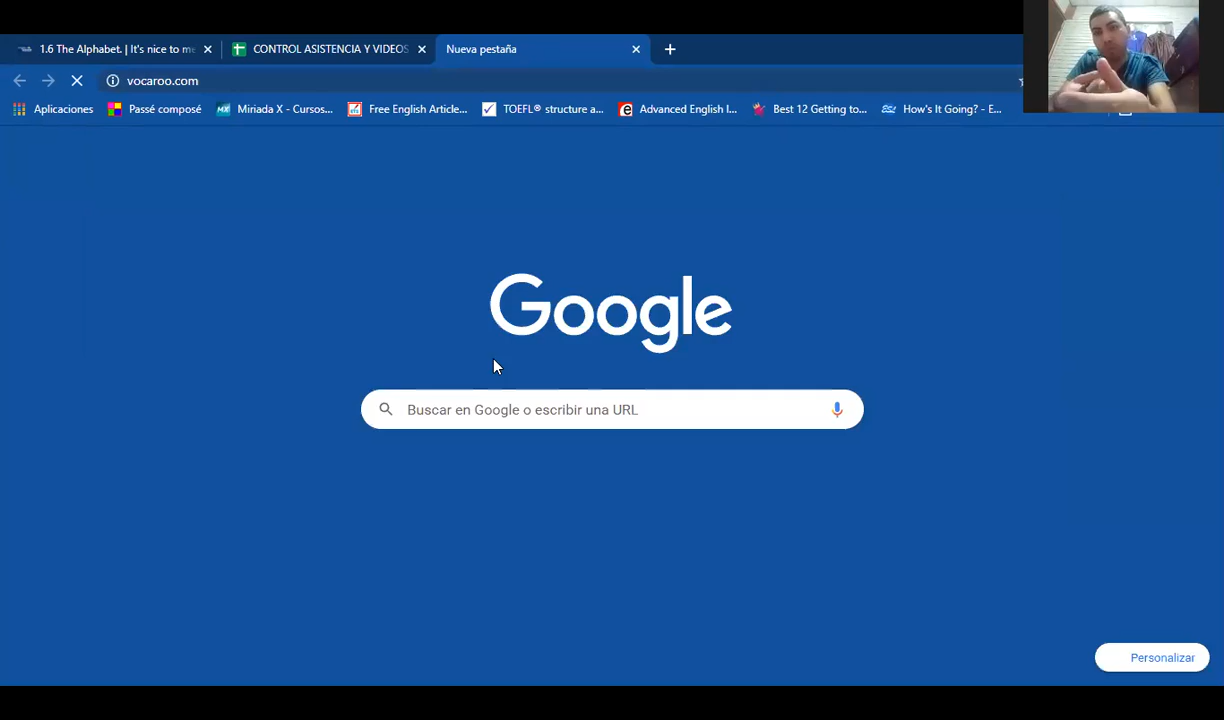 1.6 The Alphabet. | It's nice to me
CONTROL ASISTENCIA Y VIDEOS
Nueva pestaña
vocaroo.com
Aplicaciones
Passé composé
Miriada X - Cursos...
Free English Article...
TOEFL® structure a...
Advanced English l...
Best 12 Getting to...
How's It Going? - E...
Google
Buscar en Google o escribir una URL
Personalizar